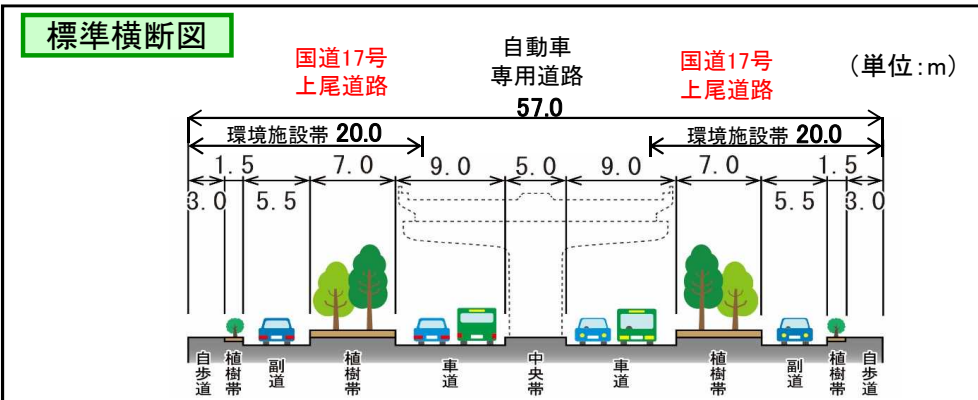 標準横断図
国道17号
上尾道路
自動車
専用道路
国道17号
上尾道路
（単位:m）
57.0
環境施設帯 20.0
環境施設帯 20.0
1.5 7.0 9.0 5.0 9.0 7.0 1.5
3.0 5.5 5.5 3.0
自歩道
植樹帯
副道
植樹帯
車道
中央帯
車道
植樹帯
副道
植樹帯
自歩道